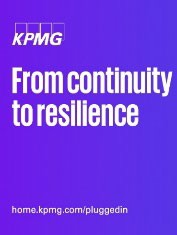 KPMG
From continuity
to resilience
home.kpmg.com/pluggedin